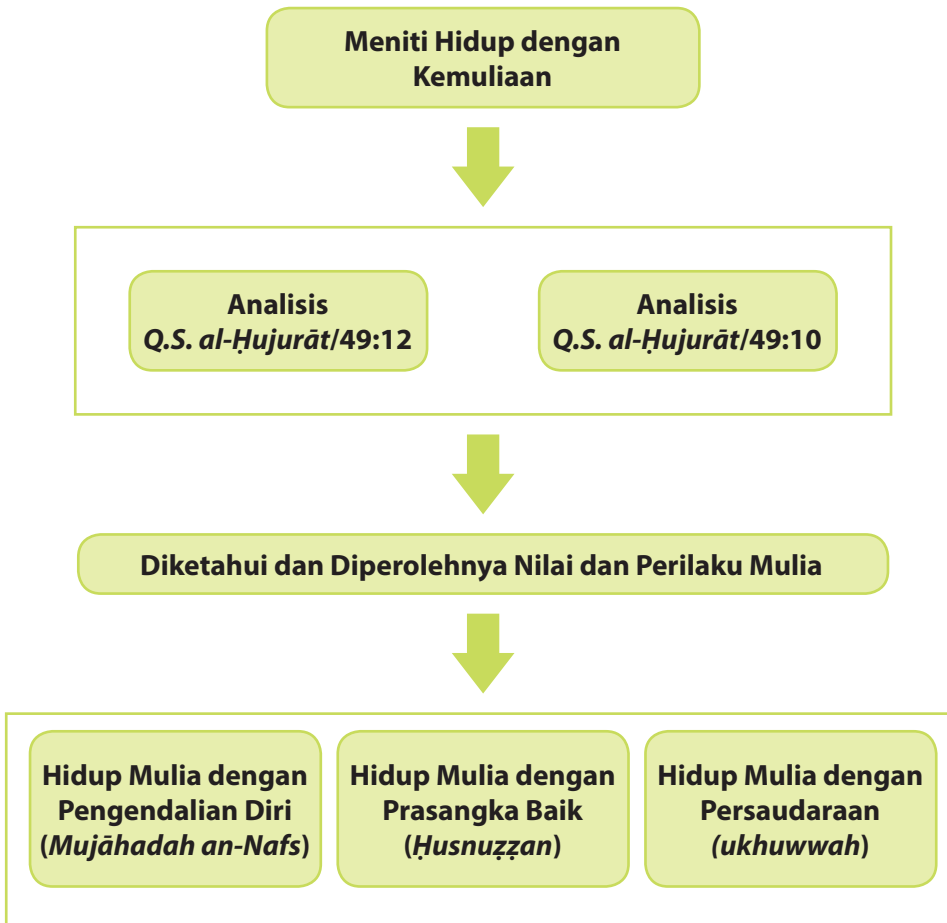 Meniti Hidup dengan
Kemuliaan
Analisis
Q.S. al-Ḥujurāt/49:12
Analisis
Q.S. al-Ḥujurāt/49:10
Diketahui dan Diperolehnya Nilai dan Perilaku Mulia
Hidup Mulia dengan
Pengendalian Diri
(Mujāhadah an-Nafs)
Hidup Mulia dengan
Prasangka Baik
(Ḥusnuẓẓan)
Hidup Mulia dengan
Persaudaraan
(ukhuwwah)